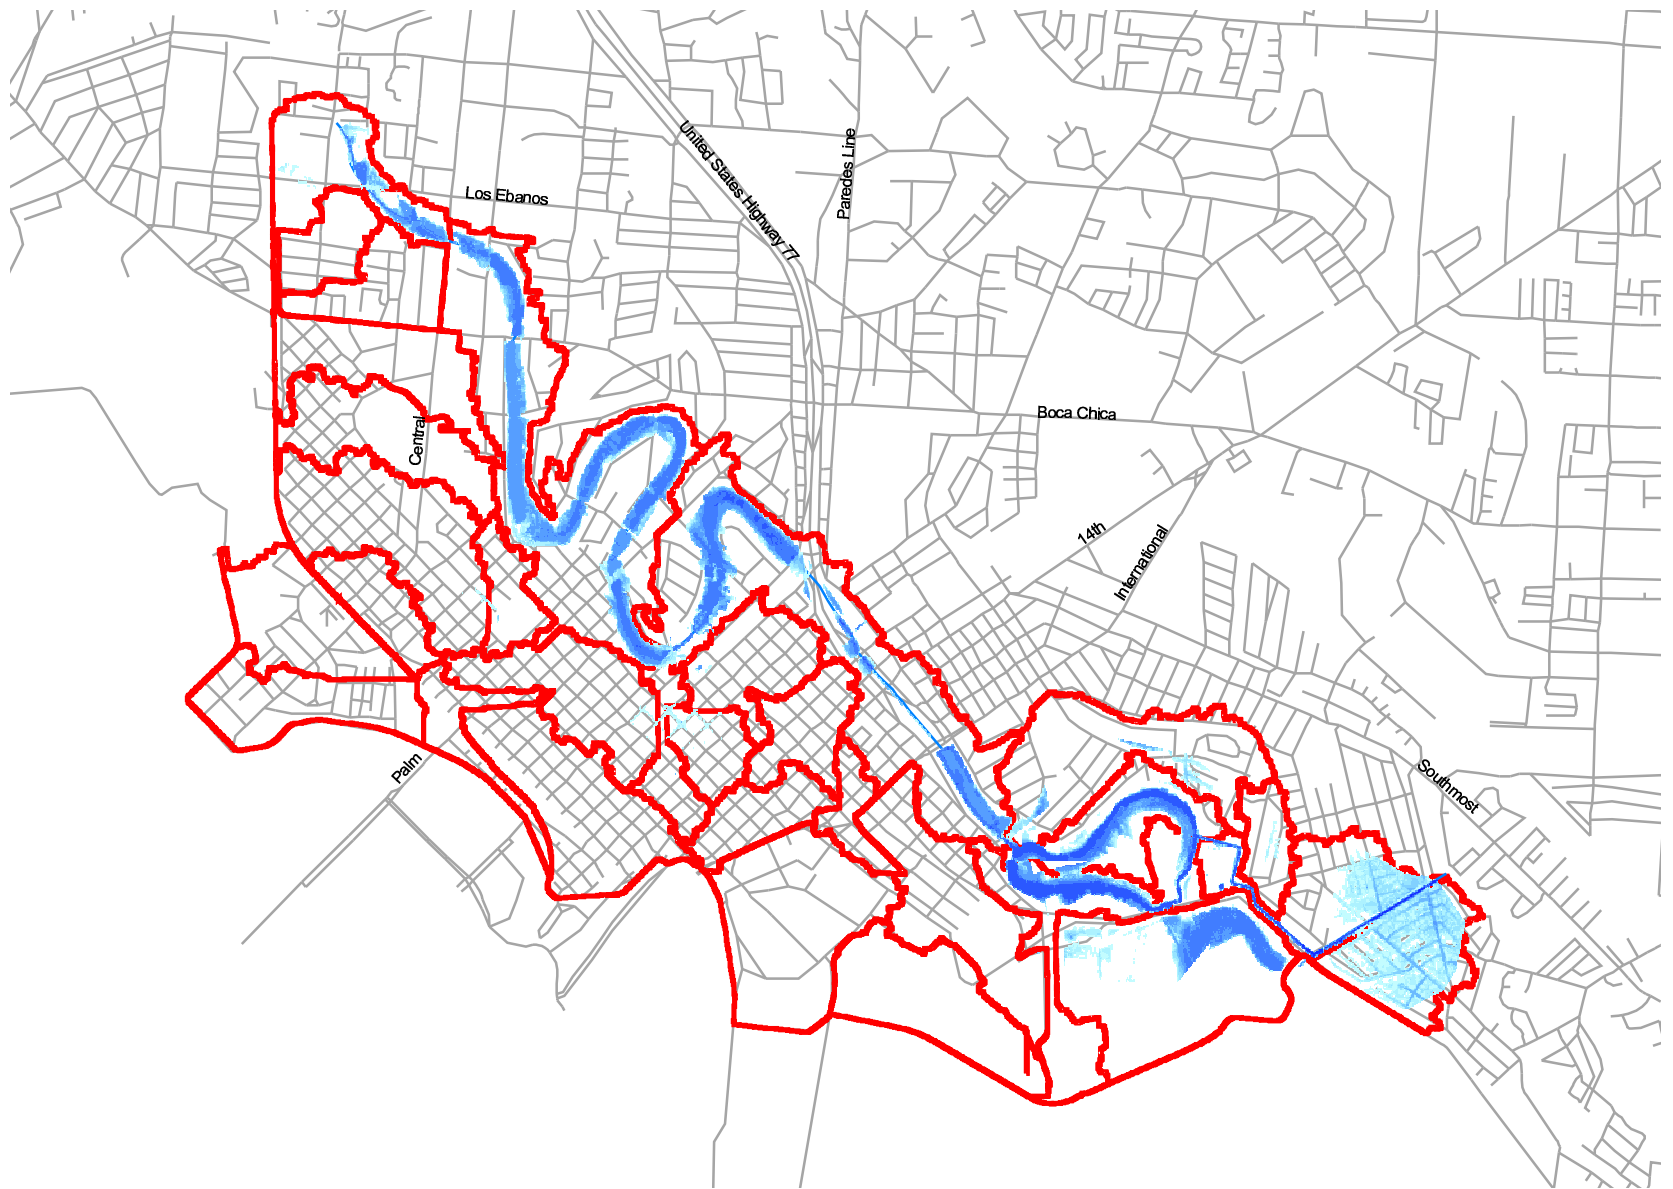 United States Highway 77
Paredes Line
Los Ebanos
Boca Chica
Central
14th
International
Palm
Southmost